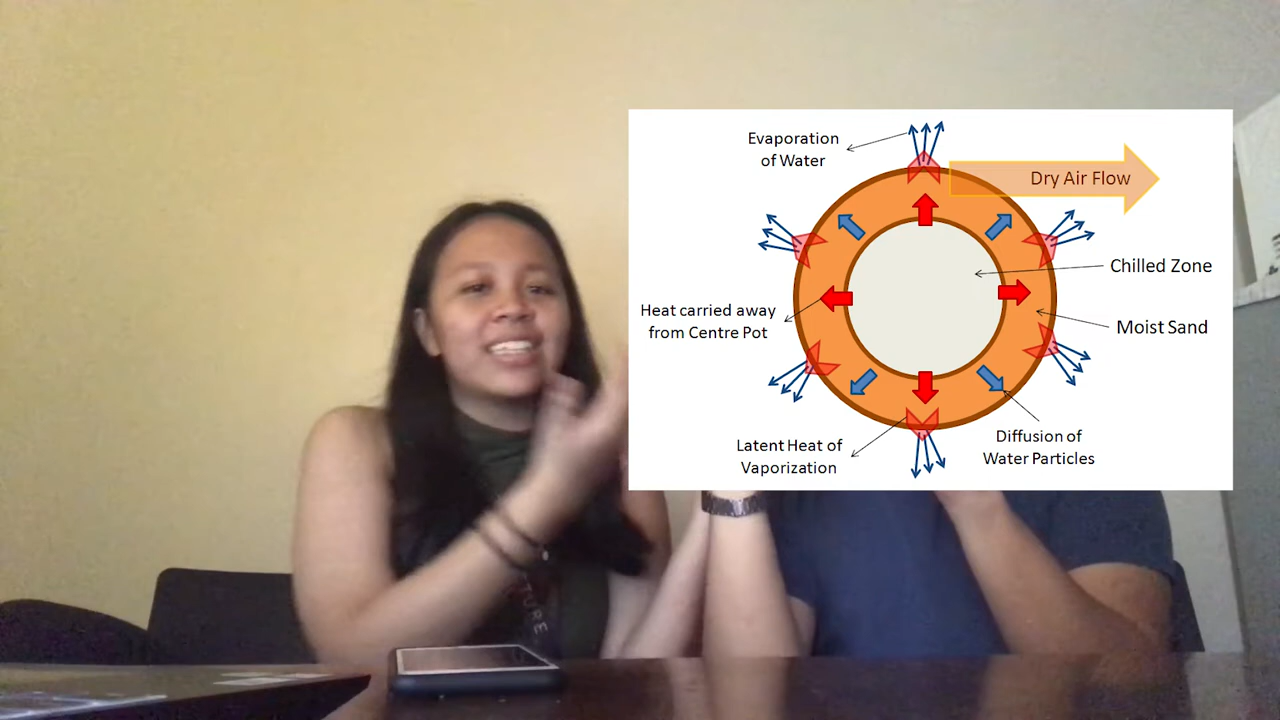 Evaporation
of Water
Dry Air Flow
Chilled Zone
Heat carried away
from Centre Pot
Moist Sand
Latent Heat of
Vaporization
Diffusion of
Water Particles
TURE